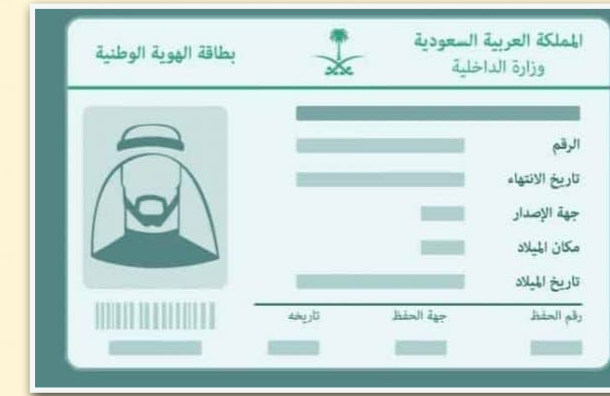 المملكة العربية السعودية
وزارة الداخلية
بطاقة الهوية الوطنية
الرقم
تاريخ الانتهاء
جهة الإصدار
مكان الميلاد
تاريخ الميلاد
رقم الحفظ جهة الحفظ تاريخه